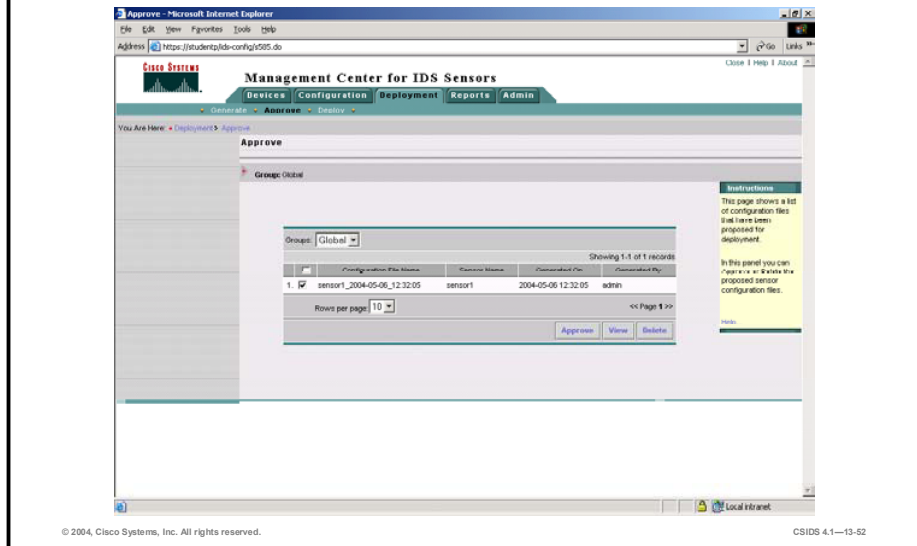 Approve - Microsoft Internet Explorer
File Edit View Favorites Tools Help
Address https://studentp/ids-config/s585.do Go Links
Close | Help | About
CISCO SYSTEMS
Management Center for IDS Sensors
Devices Configuration Deployment Reports Admin
Generate Approve Deploy
You Are Here: Deployment > Approve
Approve
Group: Global
Instructions
This page shows a list
of configuration files
that have been
proposed for
deployment.
In this panel you can
Approve or Delete the
proposed sensor
configuration files.
Help
Groups: Global
Showing 1-1 of 1 records
Configuration File Name Sensor Name Generated On Generated By
1. sensor1_2004-05-06_12:32:05 sensor1 2004-05-06 12:32:05 admin
Rows per page: 10 << Page 1 >>
Approve View Delete
Local intranet
© 2004, Cisco Systems, Inc. All rights reserved. CSIDS 4.1—13-52